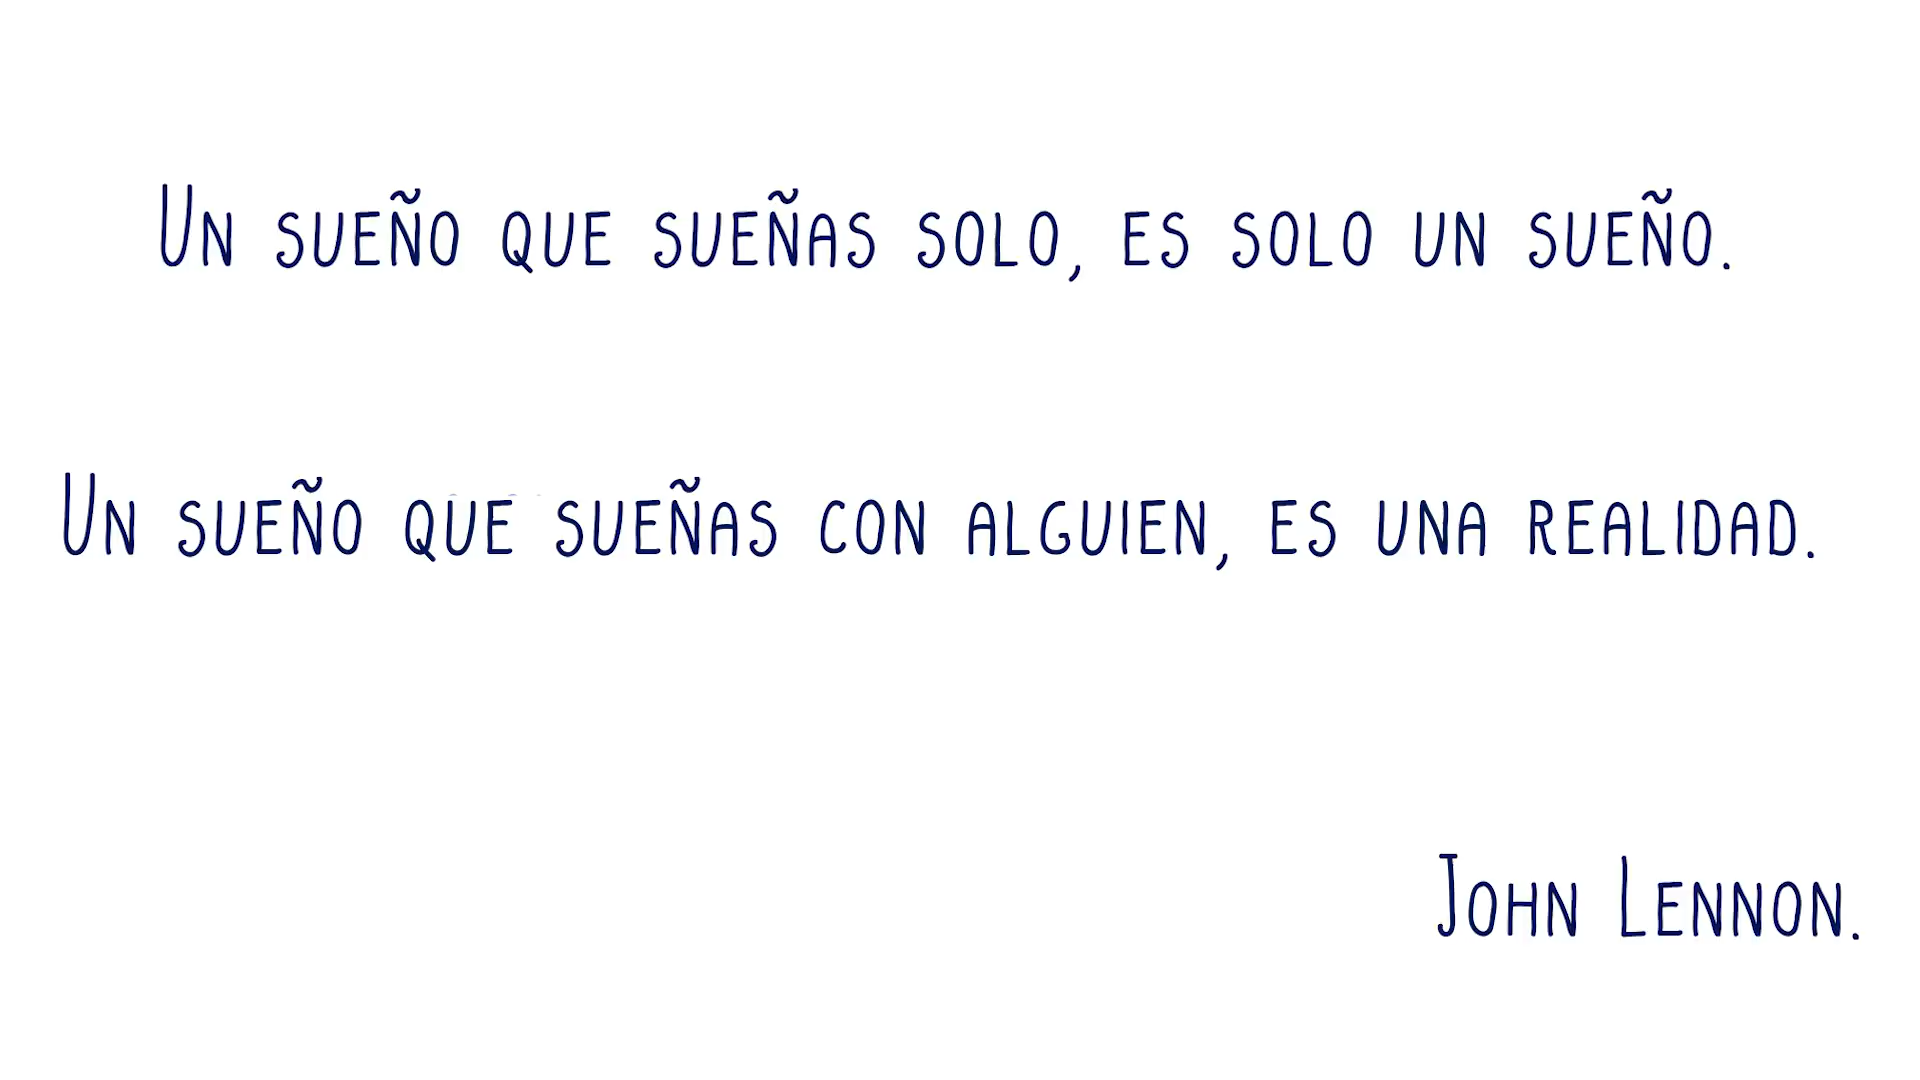 Un sueño que sueñas solo, es solo un sueño.
Un sueño que sueñas con alguien, es una realidad.
John Lennon.